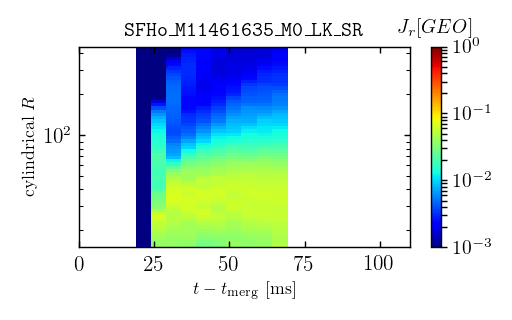 SFHo_M11461635_M0_LK_SR
J_r[GEO]
10^0
10^-1
10^-2
10^-3
cylindrical R
10^2
0 25 50 75 100
t − t_merg [ms]